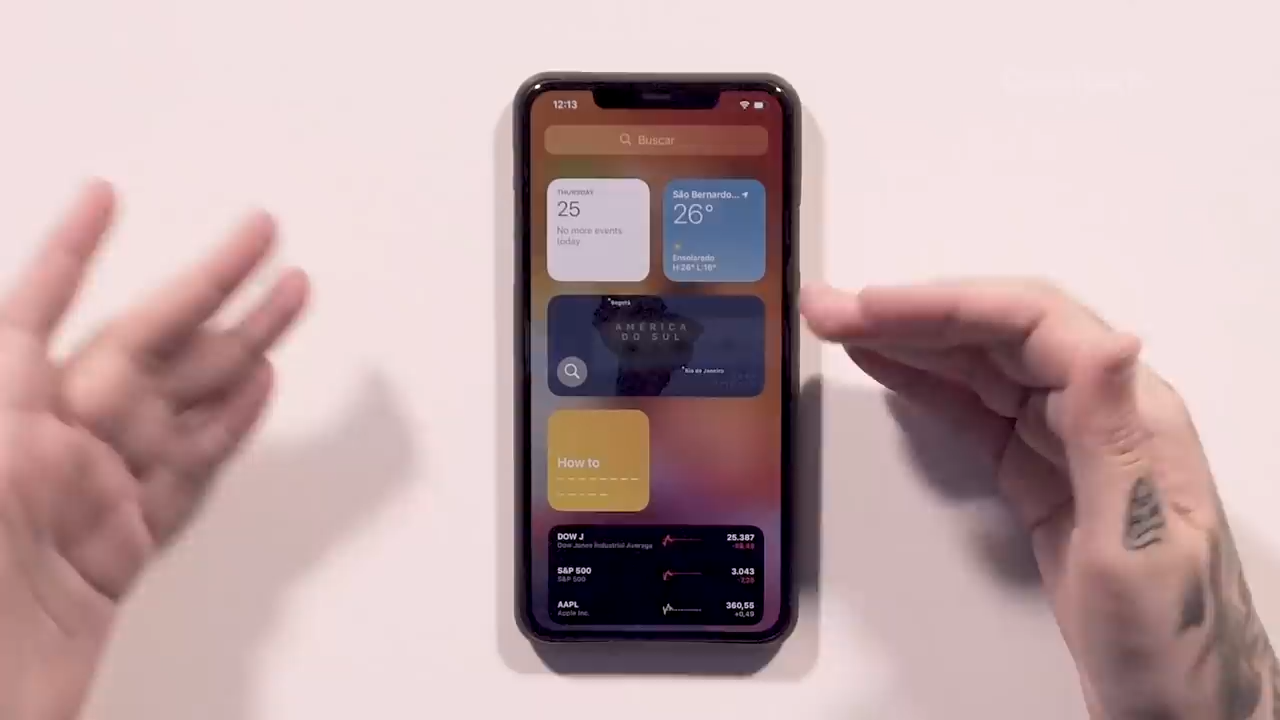 12:13
Buscar
THURSDAY
25
No more events
today
São Bernardo...
26°
Ensolarado
H:26° L:16°
Bogotá
AMÉRICA
DO SUL
Rio de Janeiro
How to
DOW J
25.387
Dow Jones Industrial Average
S&P 500
3.043
S&P 500
AAPL
360,55
Apple Inc.
+0,49